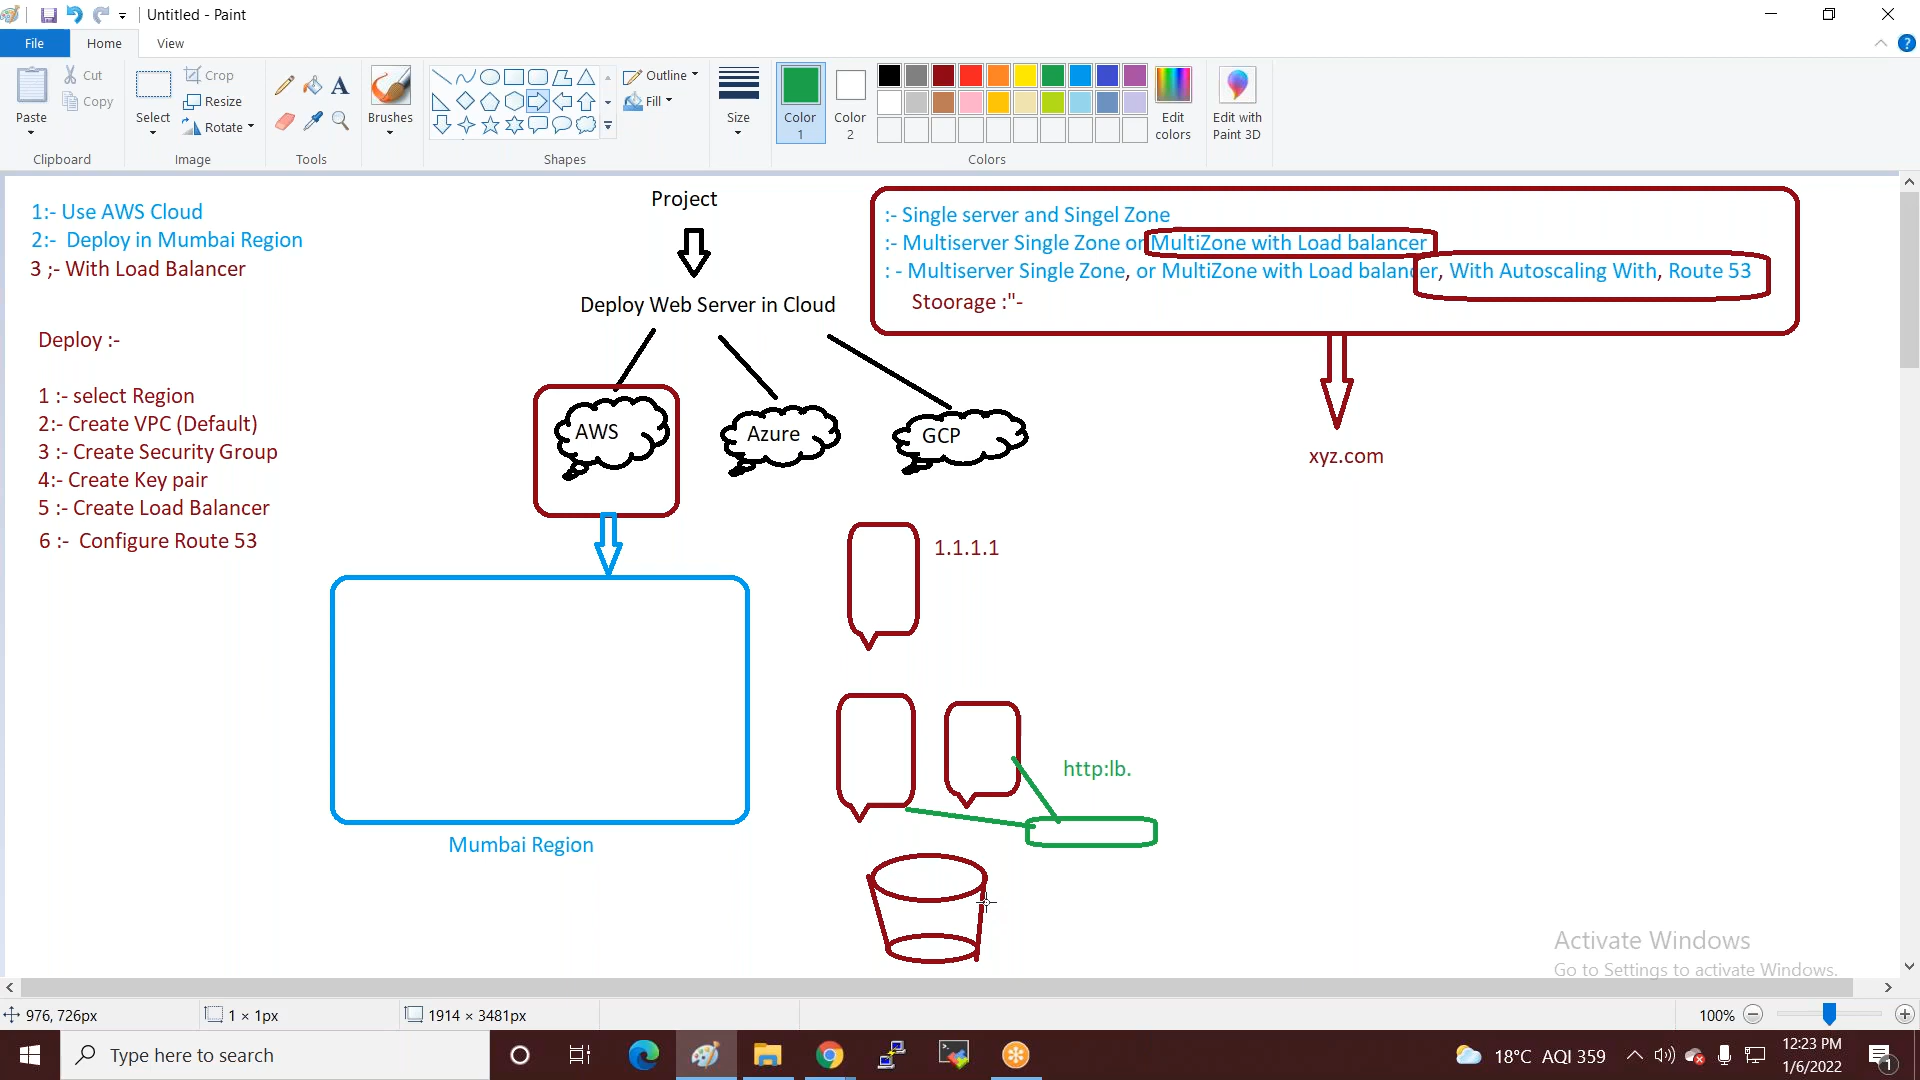 Untitled - Paint
File
Home
View
Paste
Cut
Copy
Clipboard
Select
Crop
Resize
Rotate
Image
Tools
Brushes
Outline
Fill
Shapes
Size
Color
1
Color
2
Edit
colors
Colors
Edit with
Paint 3D
1:- Use AWS Cloud
2:- Deploy in Mumbai Region
3 ;- With Load Balancer
Deploy :-
1 :- select Region
2:- Create VPC (Default)
3 :- Create Security Group
4:- Create Key pair
5 :- Create Load Balancer
6 :- Configure Route 53
Project
Deploy Web Server in Cloud
AWS
Azure
GCP
Mumbai Region
:- Single server and Singel Zone
:- Multiserver Single Zone or MultiZone with Load balancer
: - Multiserver Single Zone, or MultiZone with Load balancer, With Autoscaling With, Route 53
Stoorage :"-
xyz.com
1.1.1.1
http:lb.
Activate Windows
Go to Settings to activate Windows.
976, 726px
1 × 1px
1914 × 3481px
100%
Type here to search
18°C AQI 359
12:23 PM
1/6/2022
1